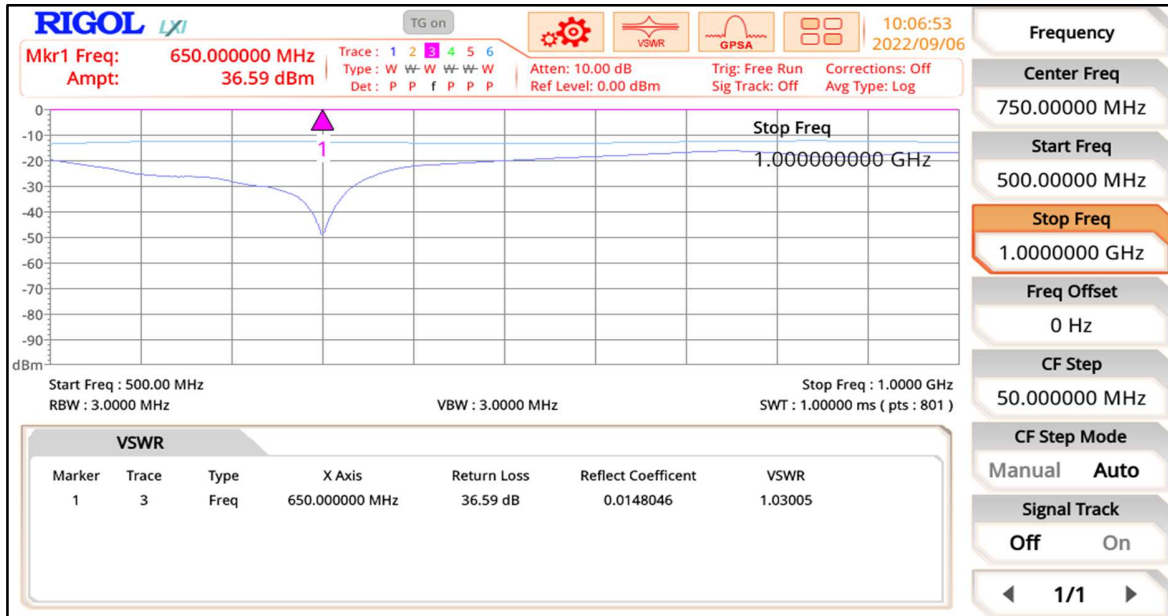 RIGOL LXI
TG on
VSWR
GPSA
10:06:53
2022/09/06
Mkr1 Freq: 650.000000 MHz
Ampt: 36.59 dBm
Trace : 1 2 3 4 5 6
Type : W W W W W W
Det : P P f P P P
Atten: 10.00 dB
Ref Level: 0.00 dBm
Trig: Free Run
Sig Track: Off
Corrections: Off
Avg Type: Log
0
-10
-20
-30
-40
-50
-60
-70
-80
-90
dBm
1
Stop Freq
1.000000000 GHz
Start Freq : 500.00 MHz
Stop Freq : 1.0000 GHz
RBW : 3.0000 MHz
VBW : 3.0000 MHz
SWT : 1.00000 ms ( pts : 801 )
VSWR
Marker Trace Type X Axis Return Loss Reflect Coefficent VSWR
1 3 Freq 650.000000 MHz 36.59 dB 0.0148046 1.03005
Frequency
Center Freq
750.00000 MHz
Start Freq
500.00000 MHz
Stop Freq
1.0000000 GHz
Freq Offset
0 Hz
CF Step
50.000000 MHz
CF Step Mode
Manual Auto
Signal Track
Off On
1/1